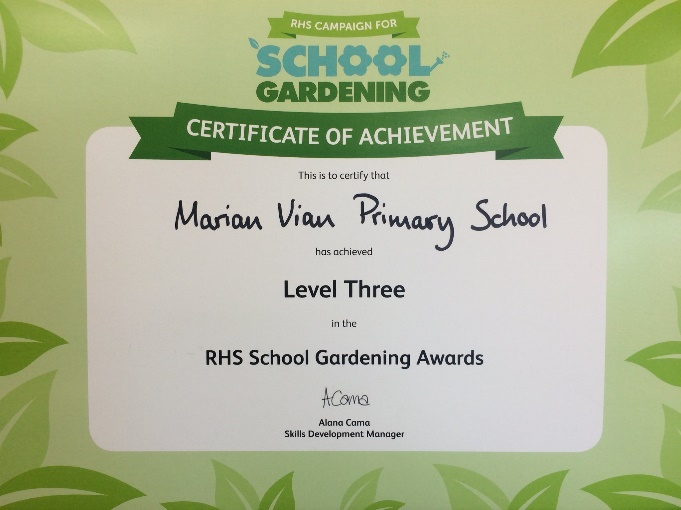 RHS CAMPAIGN FOR
SCHOOL
GARDENING
CERTIFICATE OF ACHIEVEMENT
This is to certify that
Marian Vian Primary School
has achieved
Level Three
in the
RHS School Gardening Awards
ACama
Alana Cama
Skills Development Manager